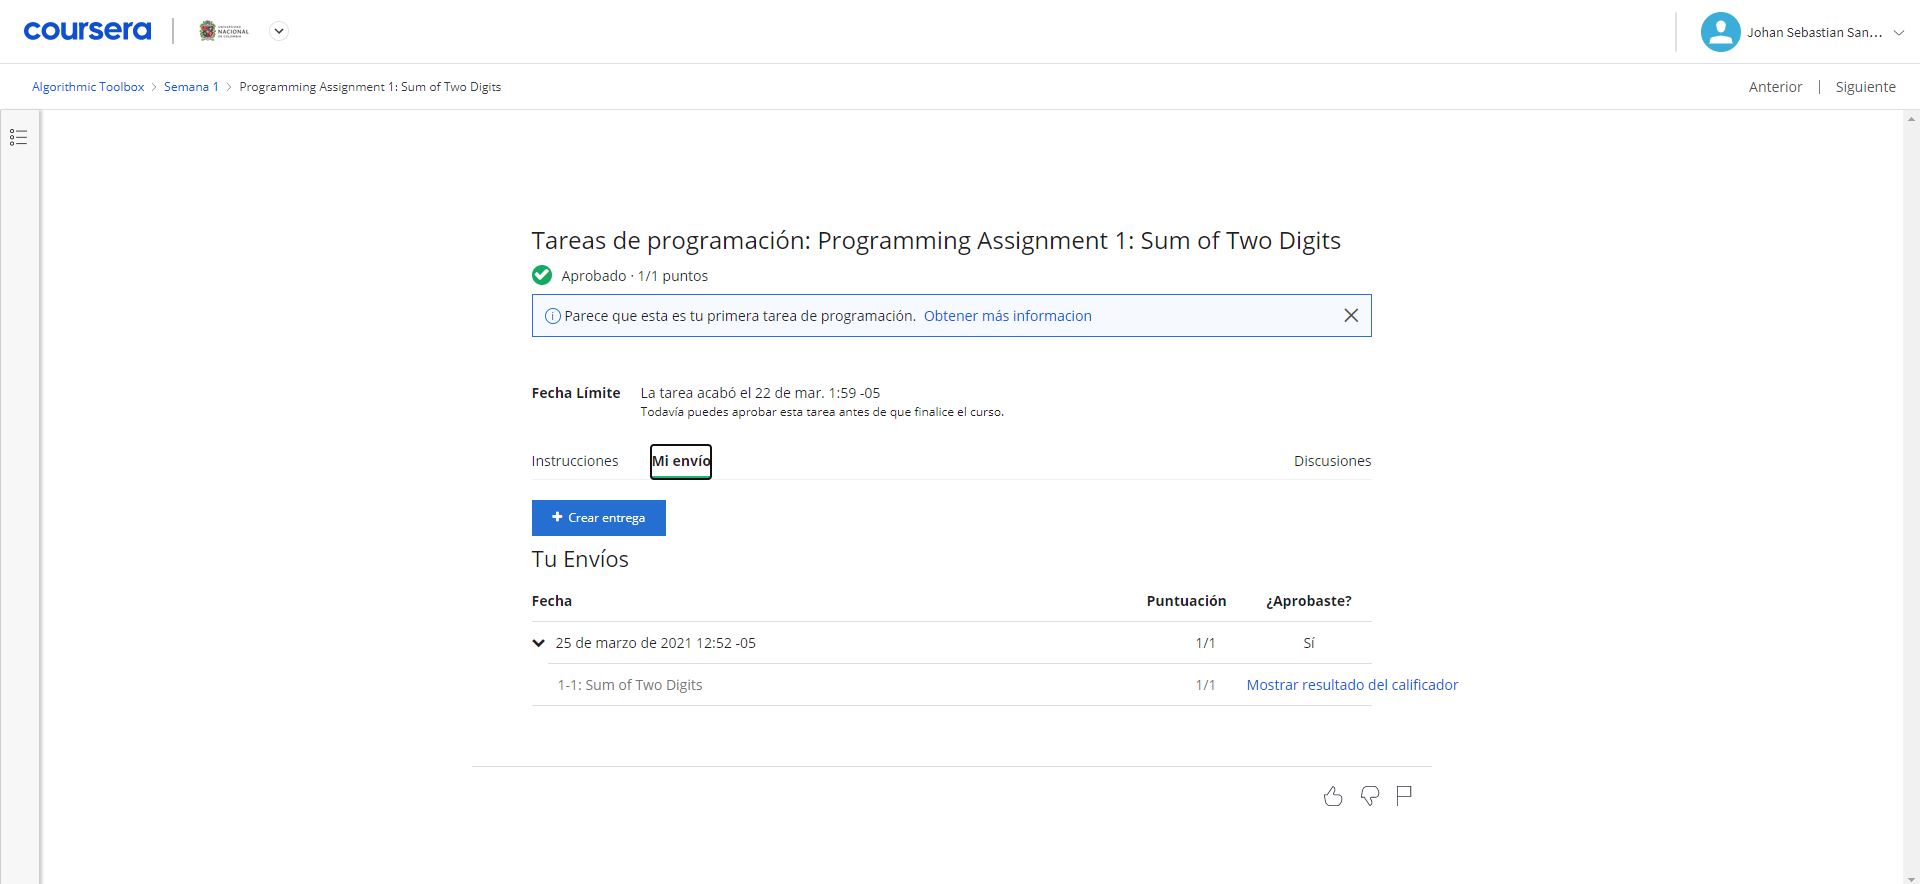 coursera
UNIVERSIDAD
NACIONAL
DE COLOMBIA
Johan Sebastian San...
Algorithmic Toolbox > Semana 1 > Programming Assignment 1: Sum of Two Digits
Anterior | Siguiente
Tareas de programación: Programming Assignment 1: Sum of Two Digits
Aprobado · 1/1 puntos
Parece que esta es tu primera tarea de programación. Obtener más informacion
Fecha Límite La tarea acabó el 22 de mar. 1:59 -05
Todavía puedes aprobar esta tarea antes de que finalice el curso.
Instrucciones Mi envío Discusiones
+ Crear entrega
Tu Envíos
Fecha Puntuación ¿Aprobaste?
25 de marzo de 2021 12:52 -05 1/1 Sí
1-1: Sum of Two Digits 1/1 Mostrar resultado del calificador